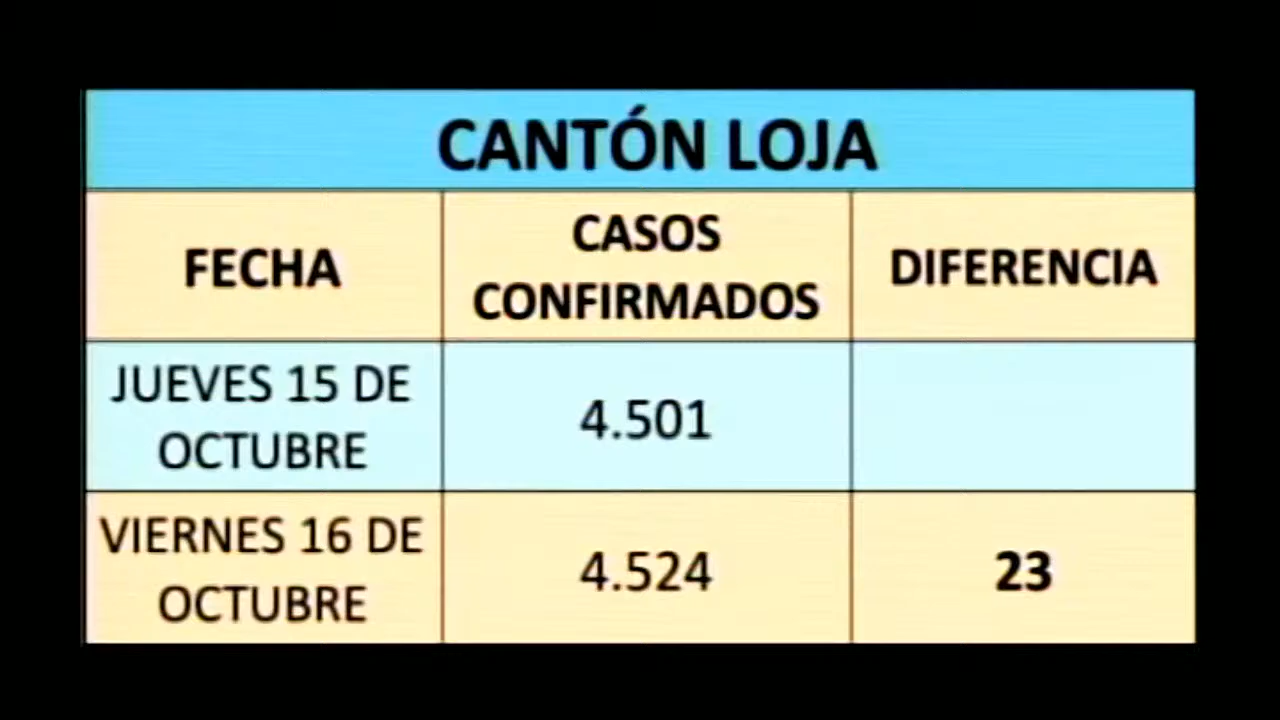 CANTÓN LOJA
FECHA
CASOS
CONFIRMADOS
DIFERENCIA
JUEVES 15 DE
OCTUBRE
4.501
VIERNES 16 DE
OCTUBRE
4.524
23